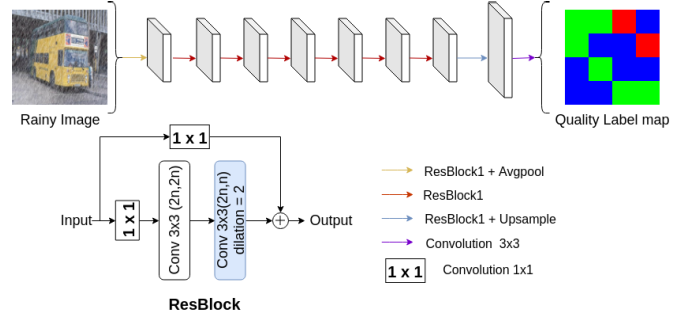 Rainy Image
Quality Label map
1 x 1
Input
1 x 1
Conv 3x3 (2n,2n)
Conv 3x3(2n,n)
dilation = 2
Output
ResBlock
ResBlock1 + Avgpool
ResBlock1
ResBlock1 + Upsample
Convolution 3x3
1 x 1
Convolution 1x1